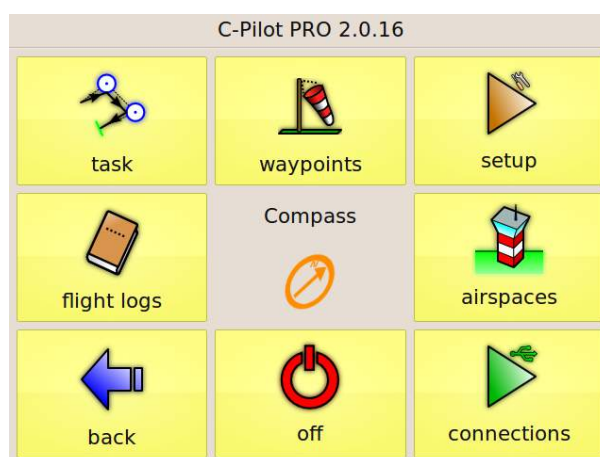 C-Pilot PRO 2.0.16
task
waypoints
setup
flight logs
Compass
airspaces
back
off
connections